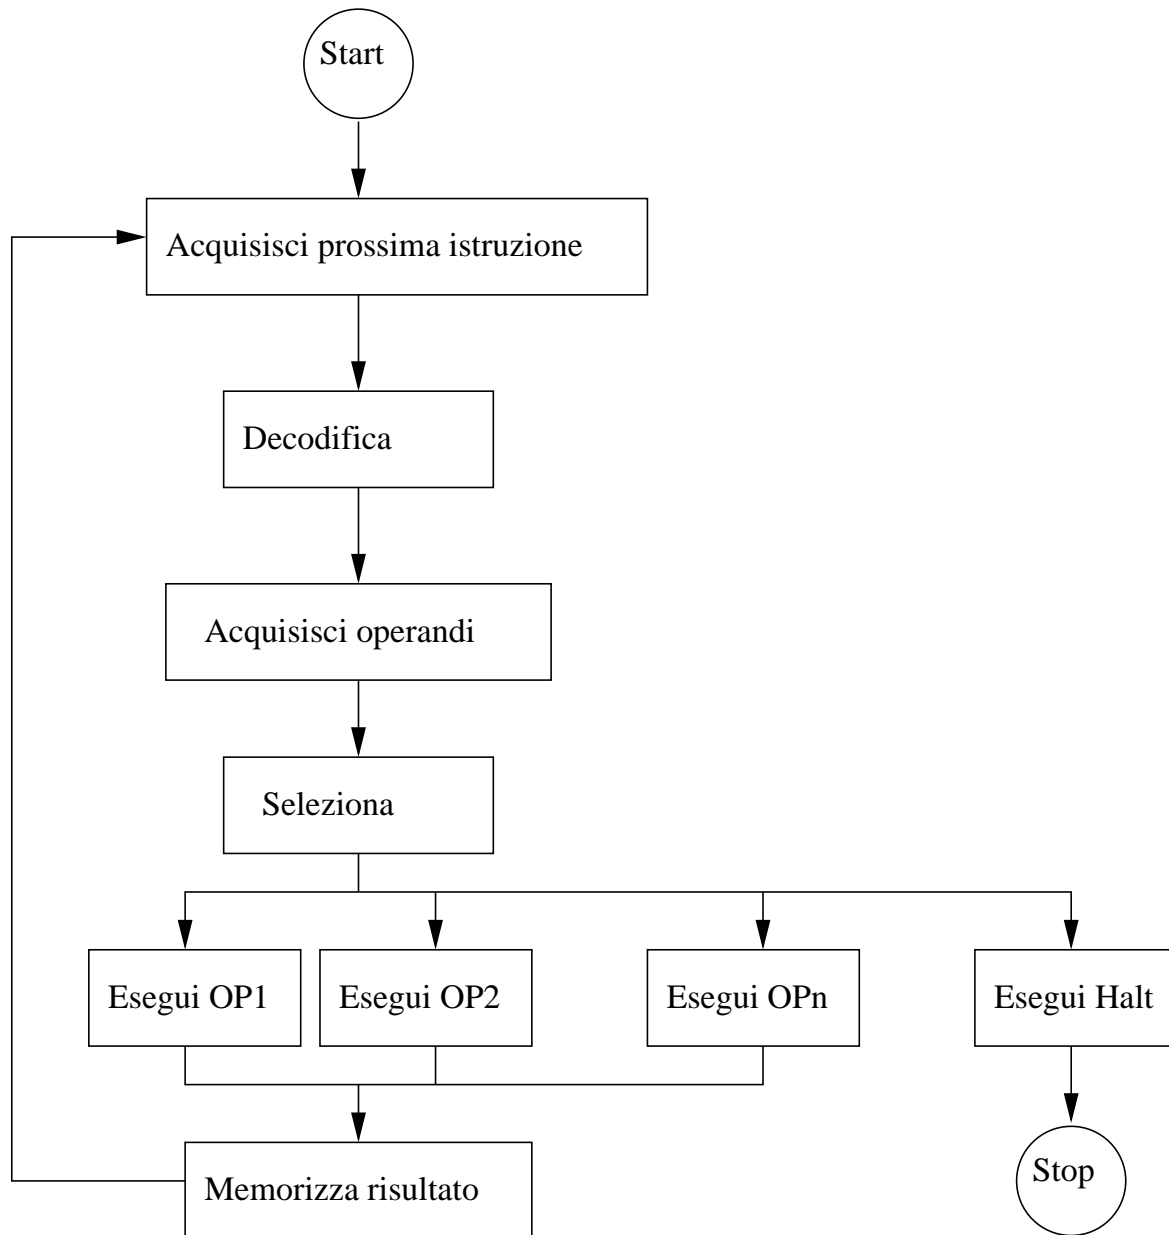 Start
Acquisisci prossima istruzione
Decodifica
Acquisisci operandi
Seleziona
Esegui OP1
Esegui OP2
Esegui OPn
Esegui Halt
Memorizza risultato
Stop